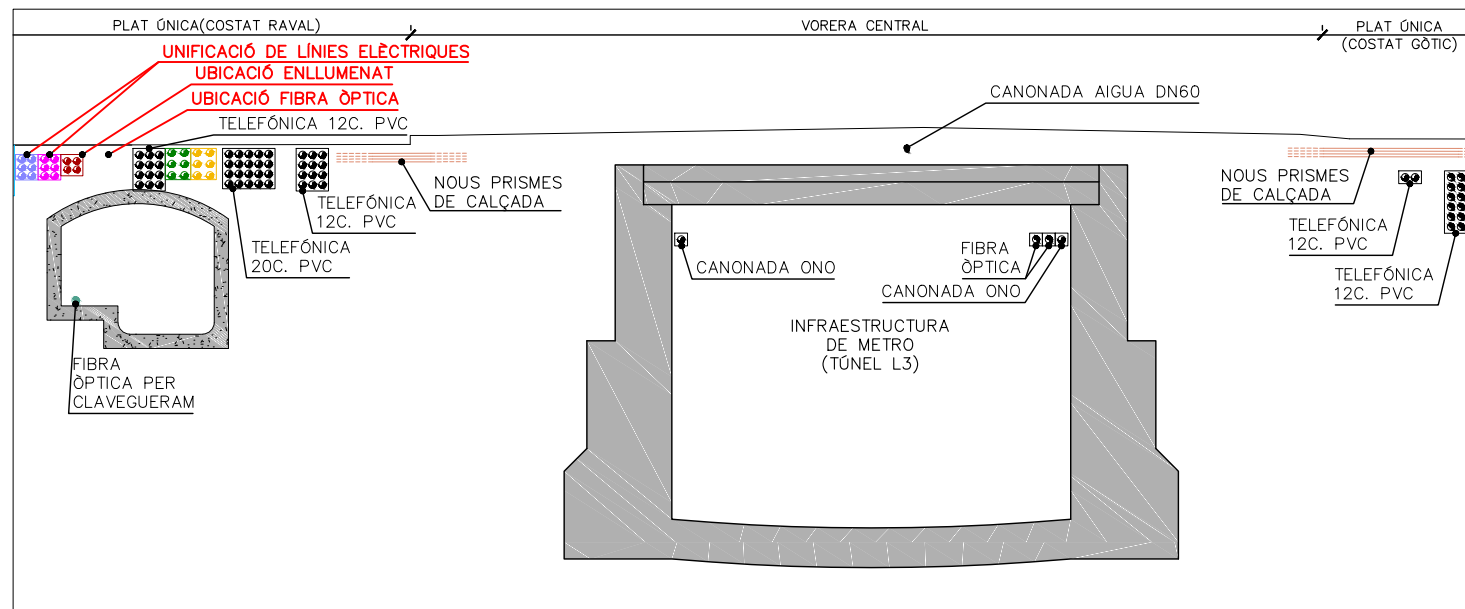 PLAT ÚNICA(COSTAT RAVAL)
VORERA CENTRAL
PLAT ÚNICA
(COSTAT GÒTIC)
UNIFICACIÓ DE LÍNIES ELÈCTRIQUES
UBICACIÓ ENLLUMENAT
UBICACIÓ FIBRA ÒPTICA
TELEFÓNICA 12C. PVC
CANONADA AIGUA DN60
NOUS PRISMES
DE CALÇADA
TELEFÓNICA
12C. PVC
TELEFÓNICA
20C. PVC
CANONADA ONO
FIBRA
ÒPTICA
CANONADA ONO
INFRAESTRUCTURA
DE METRO
(TÚNEL L3)
NOUS PRISMES
DE CALÇADA
TELEFÓNICA
12C. PVC
TELEFÓNICA
12C. PVC
FIBRA
ÒPTICA PER
CLAVEGUERAM